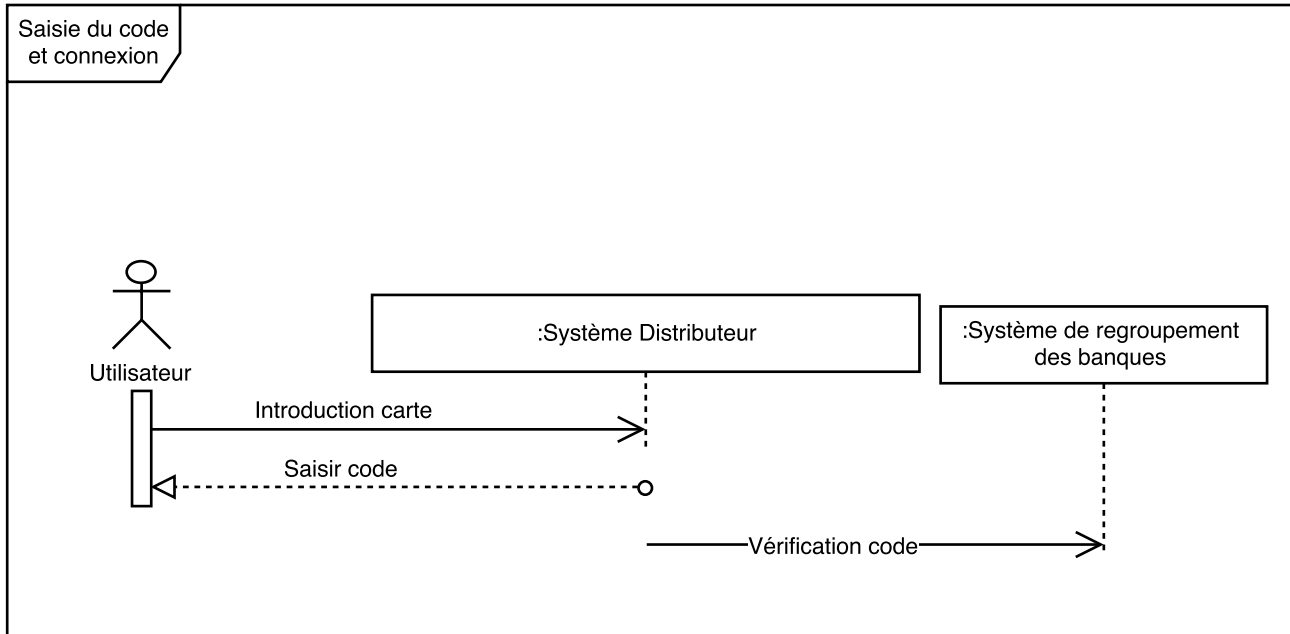 Saisie du code
et connexion
Utilisateur
:Système Distributeur
:Système de regroupement
des banques
Introduction carte
Saisir code
Vérification code